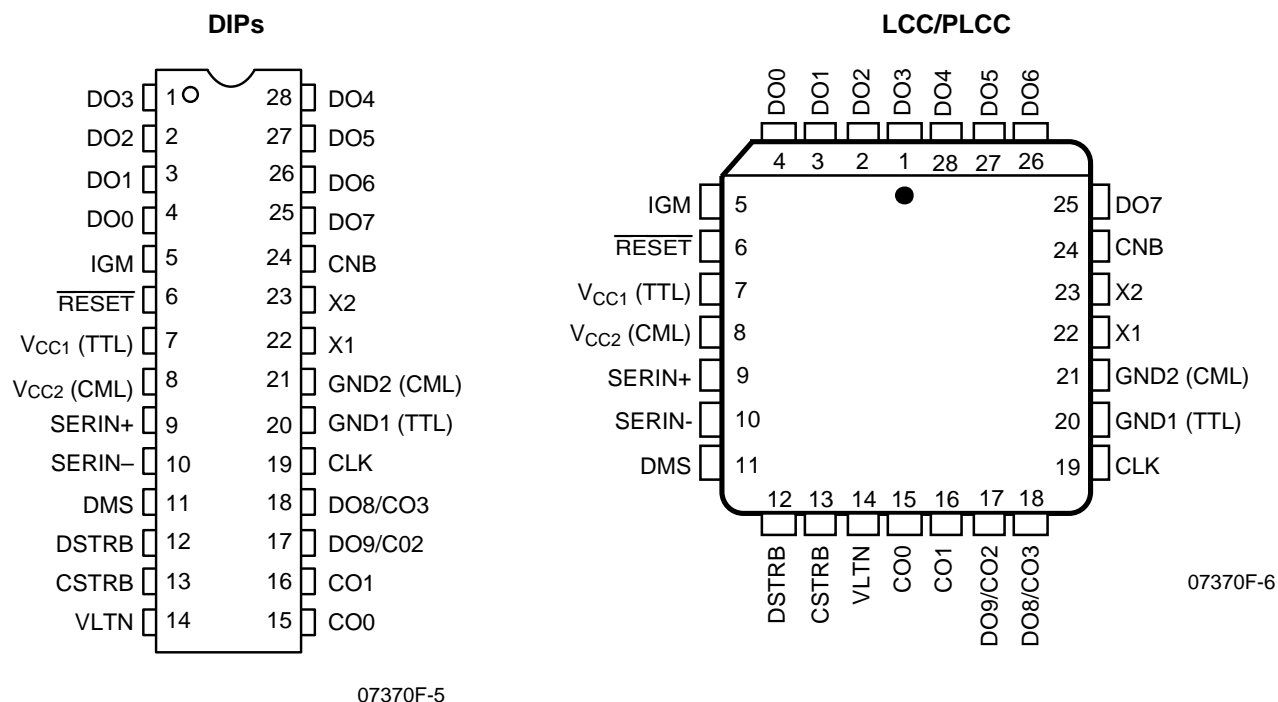 DIPs
DO3 1 28 DO4
DO2 2 27 DO5
DO1 3 26 DO6
DO0 4 25 DO7
IGM 5 24 CNB
RESET 6 23 X2
VCC1 (TTL) 7 22 X1
VCC2 (CML) 8 21 GND2 (CML)
SERIN+ 9 20 GND1 (TTL)
SERIN– 10 19 CLK
DMS 11 18 DO8/CO3
DSTRB 12 17 DO9/C02
CSTRB 13 16 CO1
VLTN 14 15 CO0
07370F-5
LCC/PLCC
DO0 DO1 DO2 DO3 DO4 DO5 DO6
4 3 2 1 28 27 26
IGM 5 25 DO7
RESET 6 24 CNB
VCC1 (TTL) 7 23 X2
VCC2 (CML) 8 22 X1
SERIN+ 9 21 GND2 (CML)
SERIN- 10 20 GND1 (TTL)
DMS 11 19 CLK
12 13 14 15 16 17 18
DSTRB CSTRB VLTN CO0 CO1 DO9/CO2 DO8/CO3
07370F-6